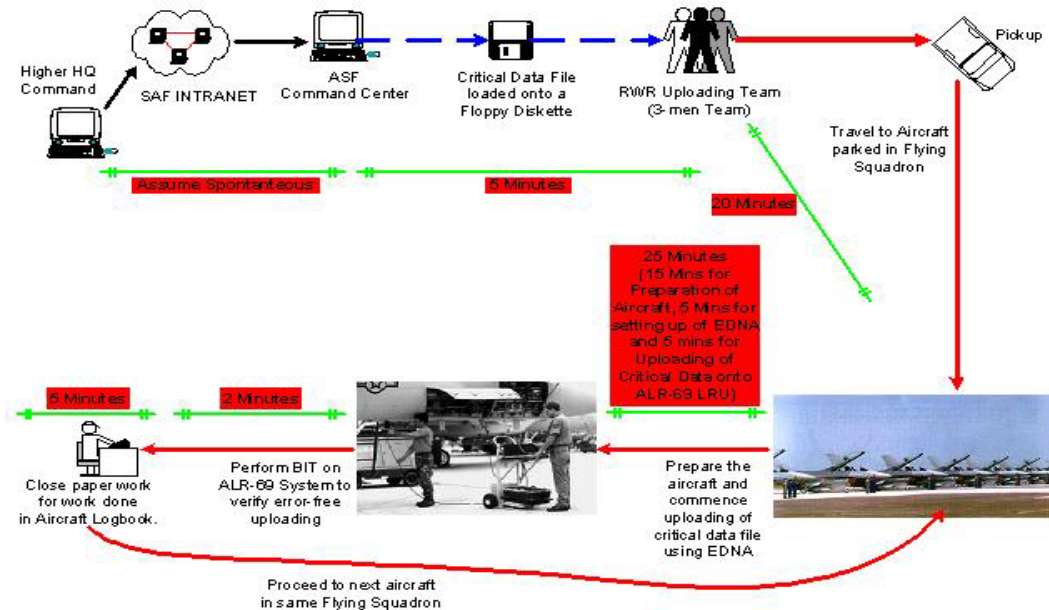 Higher HQ
Command
SAF INTRANET
ASF
Command Center
Critical Data File
loaded onto a
Floppy Diskette
RWR Uploading Team
(3-men Team)
Pickup
Travel to Aircraft
parked in Flying
Squadron
Assume Spontaneous
5 Minutes
20 Minutes
25 Minutes
(15 Mins for
Preparation of
Aircraft, 5 Mins for
setting up of EDNA
and 5 mins for
Uploading of
Critical Data onto
ALR-69 LRU)
5 Minutes
2 Minutes
Close paper work
for work done
in Aircraft Logbook.
Perform BIT on
ALR-69 System to
verify error-free
uploading
Prepare the
aircraft and
commence
uploading of
critical data file
using EDNA
Proceed to next aircraft
in same Flying Squadron